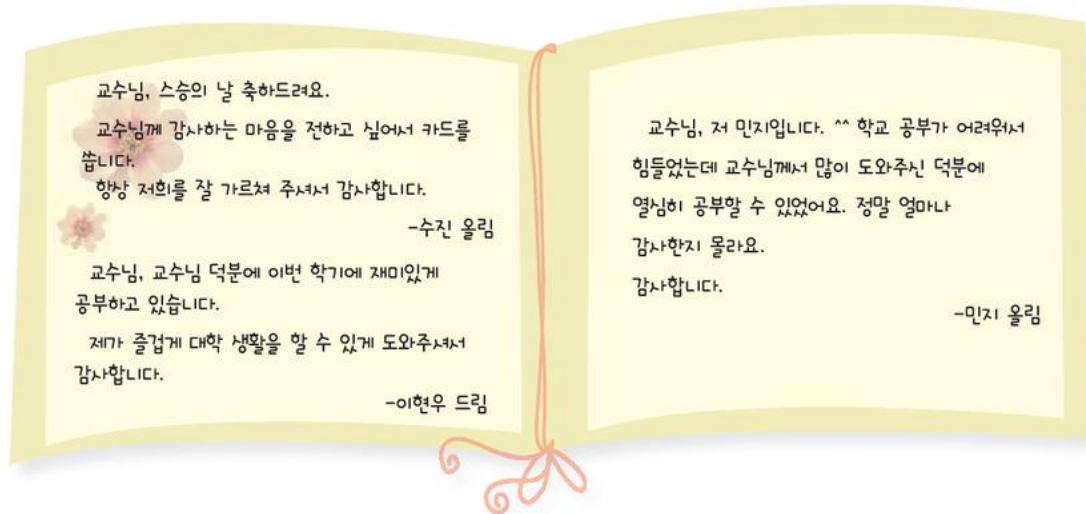 교수님, 스승의 날 축하드려요.
교수님께 감사하는 마음을 전하고 싶어서 카드를
씁니다.
항상 저희를 잘 가르쳐 주셔서 감사합니다.
-수진 올림
교수님, 교수님 덕분에 이번 학기에 재미있게
공부하고 있습니다.
제가 즐겁게 대학 생활을 할 수 있게 도와주셔서
감사합니다.
-이현우 드림
교수님, 저 민지입니다. ^^ 학교 공부가 어려워서
힘들었는데 교수님께서 많이 도와주신 덕분에
열심히 공부할 수 있었어요. 정말 얼마나
감사한지 몰라요.
감사합니다.
-민지 올림